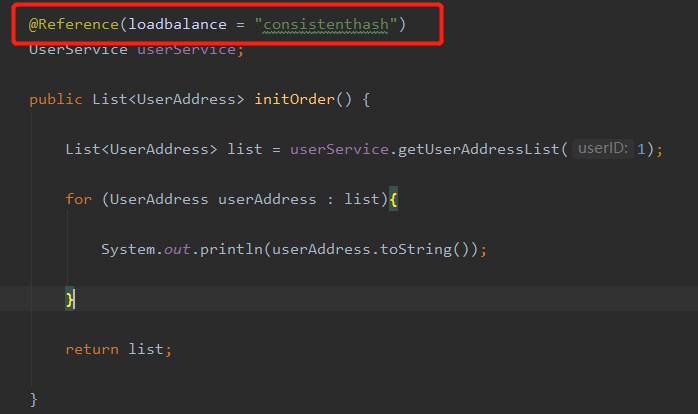 @Reference(loadbalance = "consistenthash")
UserService userService;
public List<UserAddress> initOrder() {
List<UserAddress> list = userService.getUserAddressList( userID: 1);
for (UserAddress userAddress : list){
System.out.println(userAddress.toString());
}
return list;
}